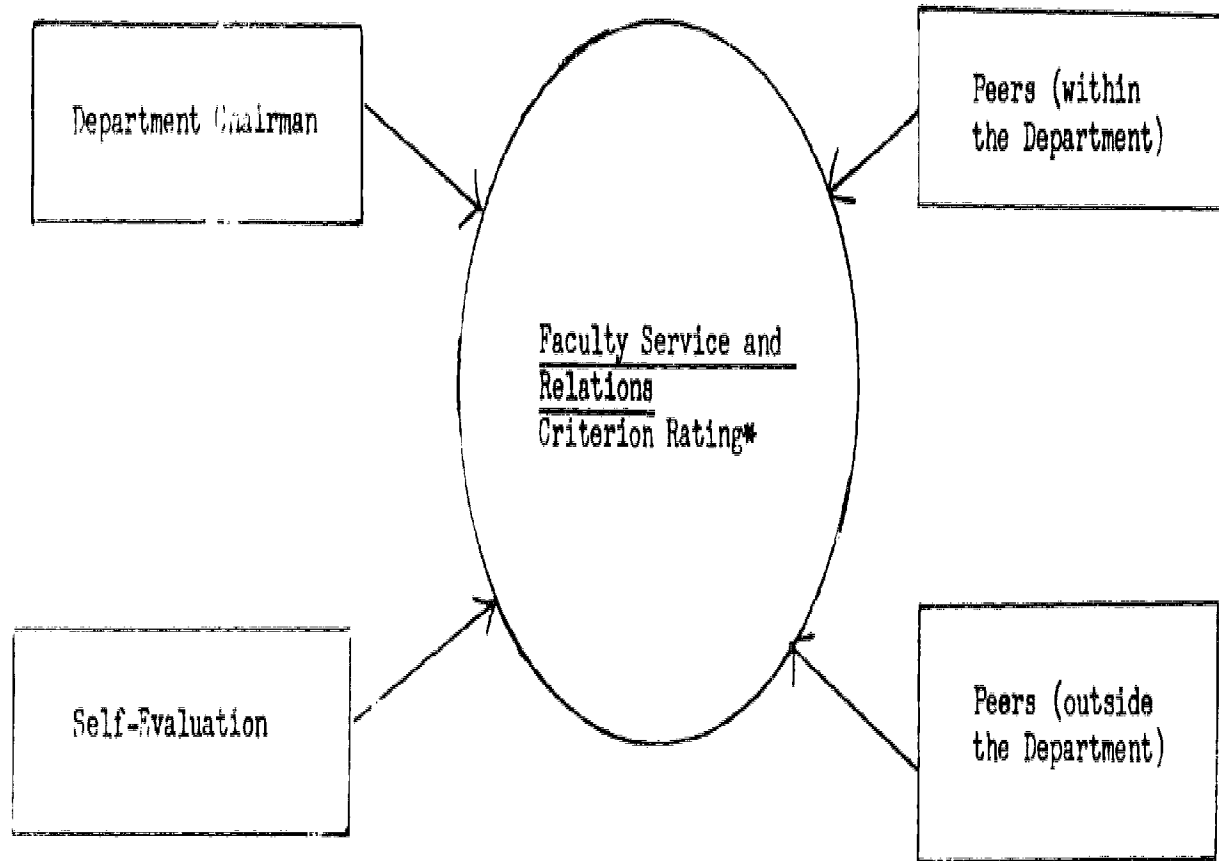 Department Chairman
Peers (within
the Department)
Faculty Service and
Relations
Criterion Rating*
Self-Evaluation
Peers (outside
the Department)